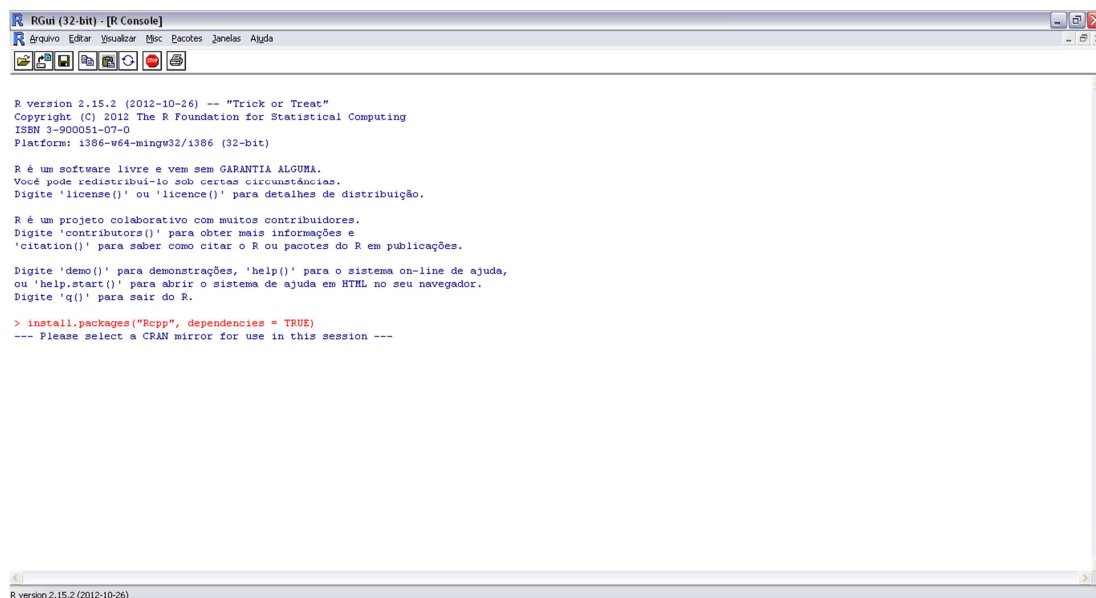 RGui (32-bit) - [R Console]
Arquivo Editar Visualizar Misc Pacotes Janelas Ajuda
STOP
R version 2.15.2 (2012-10-26) -- "Trick or Treat"
Copyright (C) 2012 The R Foundation for Statistical Computing
ISBN 3-900051-07-0
Platform: i386-w64-mingw32/i386 (32-bit)
R é um software livre e vem sem GARANTIA ALGUMA.
Você pode redistribuí-lo sob certas circunstâncias.
Digite 'license()' ou 'licence()' para detalhes de distribuição.
R é um projeto colaborativo com muitos contribuidores.
Digite 'contributors()' para obter mais informações e
'citation()' para saber como citar o R ou pacotes do R em publicações.
Digite 'demo()' para demonstrações, 'help()' para o sistema on-line de ajuda,
ou 'help.start()' para abrir o sistema de ajuda em HTML no seu navegador.
Digite 'q()' para sair do R.
> install.packages("Rcpp", dependencies = TRUE)
--- Please select a CRAN mirror for use in this session ---
R version 2.15.2 (2012-10-26)